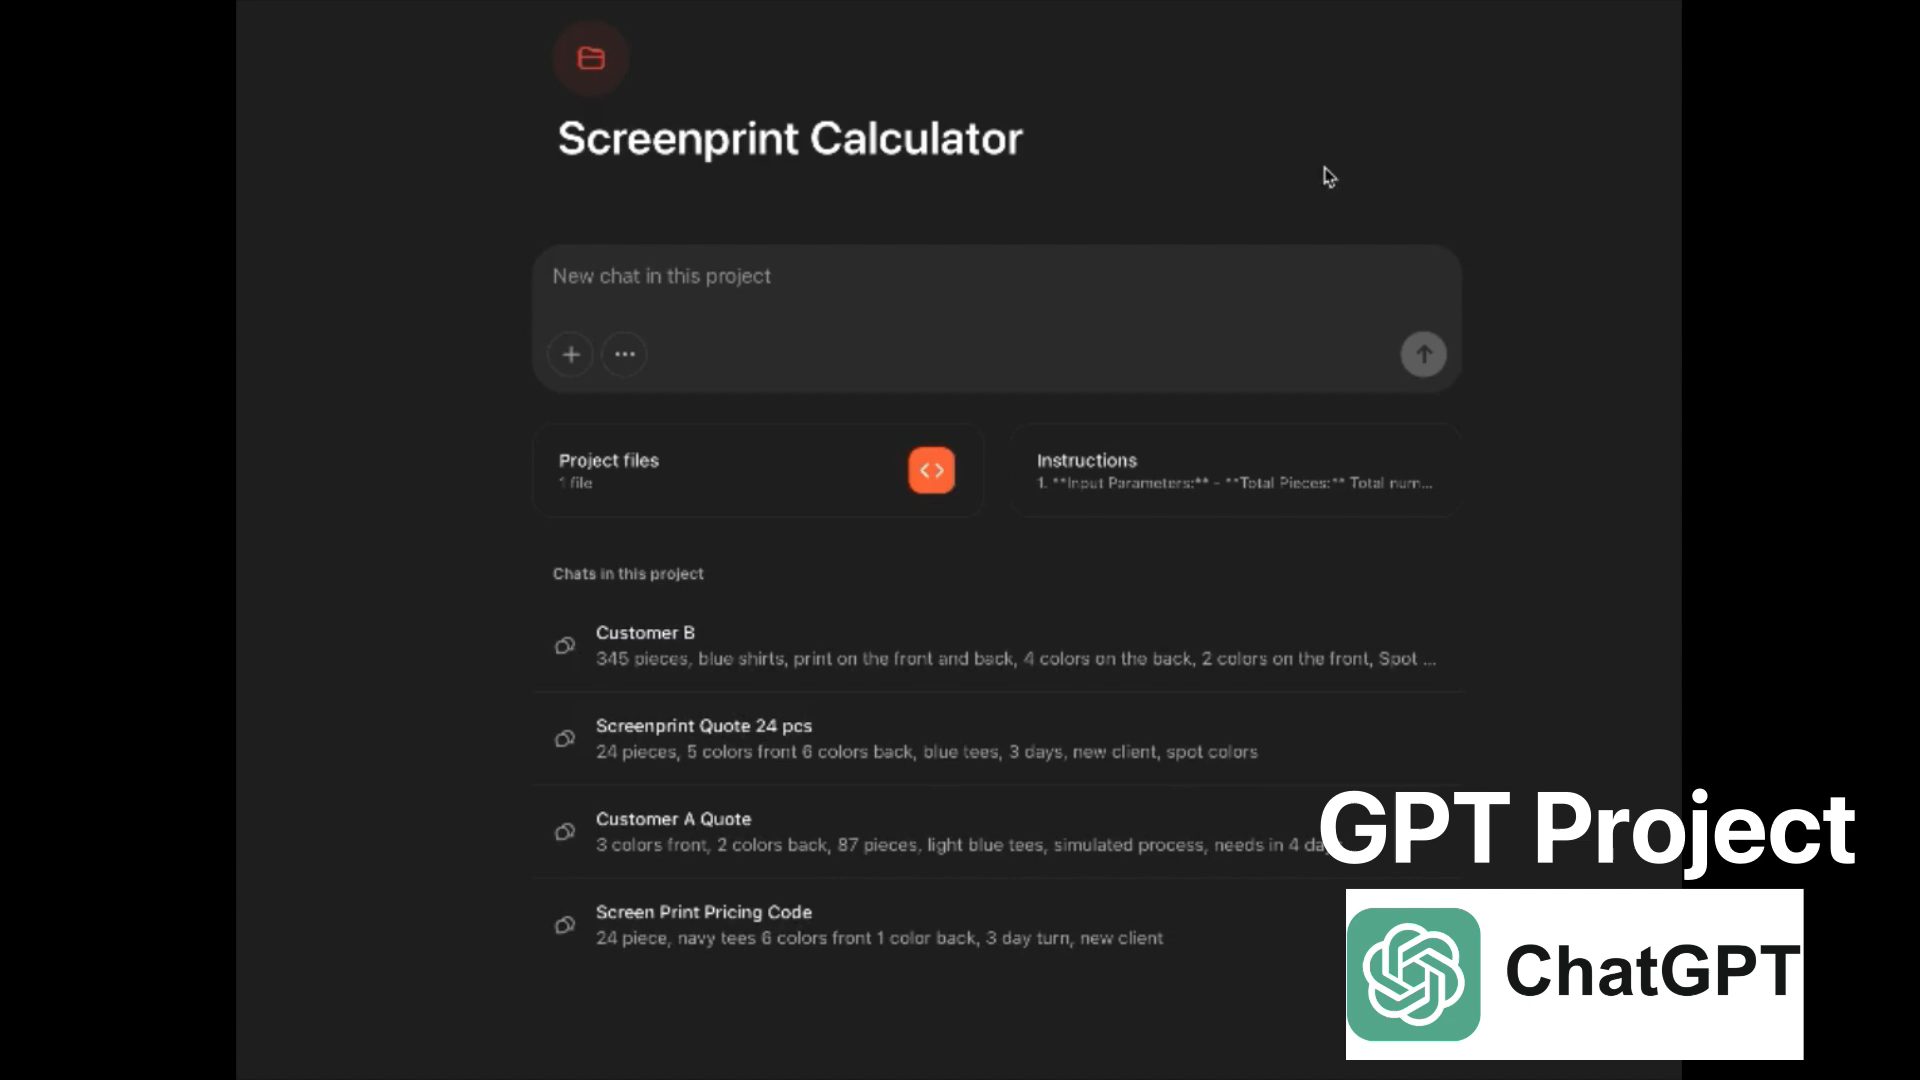 Screenprint Calculator
New chat in this project
Project files
1 file
Instructions
1. **Input Parameters:** - **Total Pieces:** Total num...
Chats in this project
Customer B
345 pieces, blue shirts, print on the front and back, 4 colors on the back, 2 colors on the front, Spot ...
Screenprint Quote 24 pcs
24 pieces, 5 colors front 6 colors back, blue tees, 3 days, new client, spot colors
Customer A Quote
3 colors front, 2 colors back, 87 pieces, light blue tees, simulated process, needs in 4 da
Screen Print Pricing Code
24 piece, navy tees 6 colors front 1 color back, 3 day turn, new client
GPT Project
ChatGPT